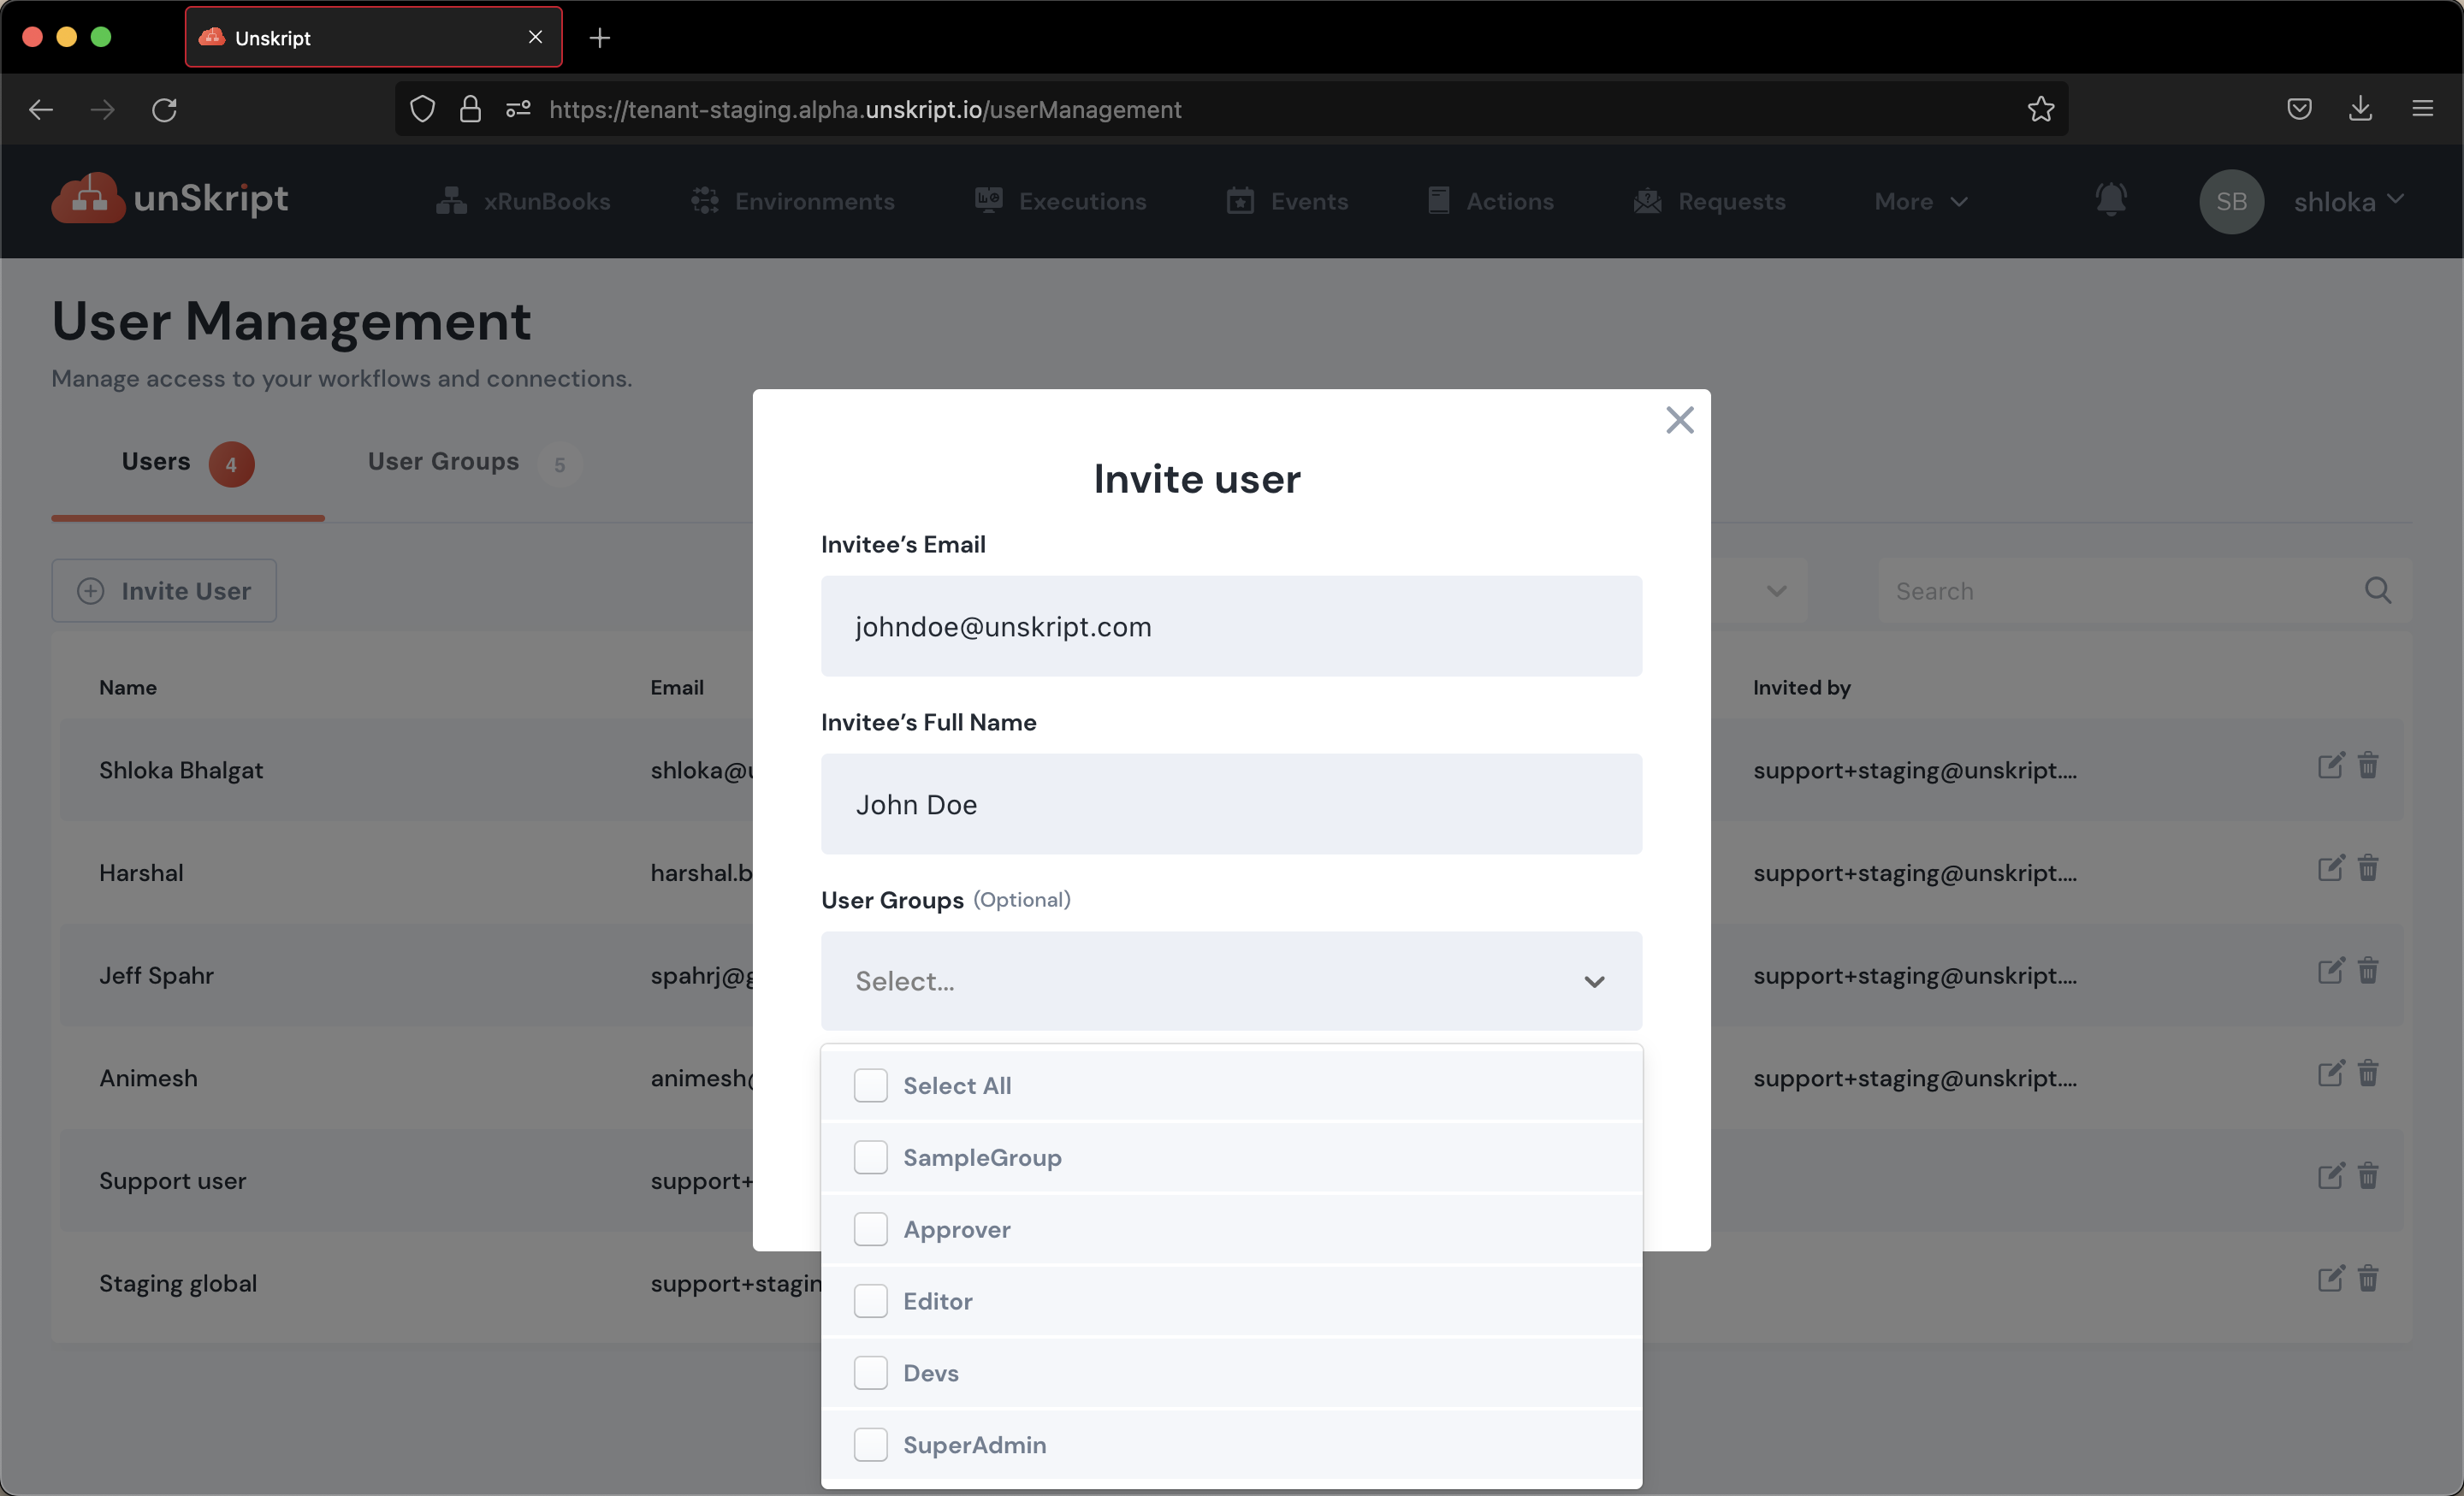 Unskript
https://tenant-staging.alpha.unskript.io/userManagement
unSkript
xRunBooks
Environments
Executions
Events
Actions
Requests
More
SB
shloka
User Management
Manage access to your workflows and connections.
Users 4
User Groups 5
Invite User
Search
Name
Email
Invited by
Shloka Bhalgat
shloka@u
support+staging@unskript....
Harshal
harshal.b
support+staging@unskript....
Jeff Spahr
spahrj@g
support+staging@unskript....
Animesh
animesh@
support+staging@unskript....
Support user
support+
Staging global
support+stagin
Invite user
Invitee’s Email
johndoe@unskript.com
Invitee’s Full Name
John Doe
User Groups (Optional)
Select...
Select All
SampleGroup
Approver
Editor
Devs
SuperAdmin